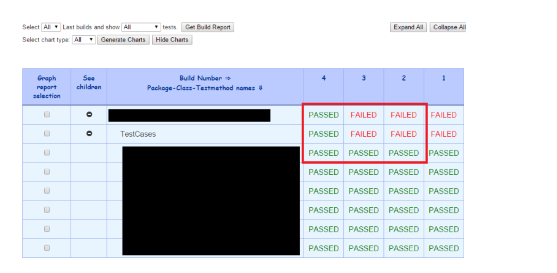 Select All Last builds and show All tests Get Build Report Expand All Collapse All
Select chart type: All Generate Charts Hide Charts
Graph report selection See children Build Number ⇒ Package-Class-Testmethod names ⇓ 4 3 2 1
PASSED FAILED FAILED FAILED
TestCases PASSED FAILED FAILED FAILED
PASSED PASSED PASSED PASSED
PASSED PASSED PASSED PASSED
PASSED PASSED PASSED PASSED
PASSED PASSED PASSED PASSED
PASSED PASSED PASSED PASSED
PASSED PASSED PASSED PASSED